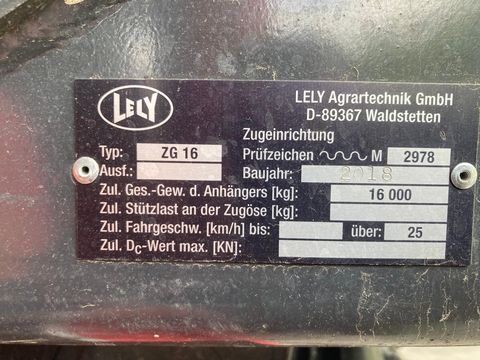 LELY
LELY Agrartechnik GmbH
D-89367 Waldstetten
Zugeinrichtung
Typ: ZG 16
Prüfzeichen M 2978
Ausf.:
Baujahr: 2018
Zul. Ges.-Gew. d. Anhängers [kg]: 16 000
Zul. Stützlast an der Zugöse [kg]:
Zul. Fahrgeschw. [km/h] bis: über: 25
Zul. Dc-Wert max. [KN]: